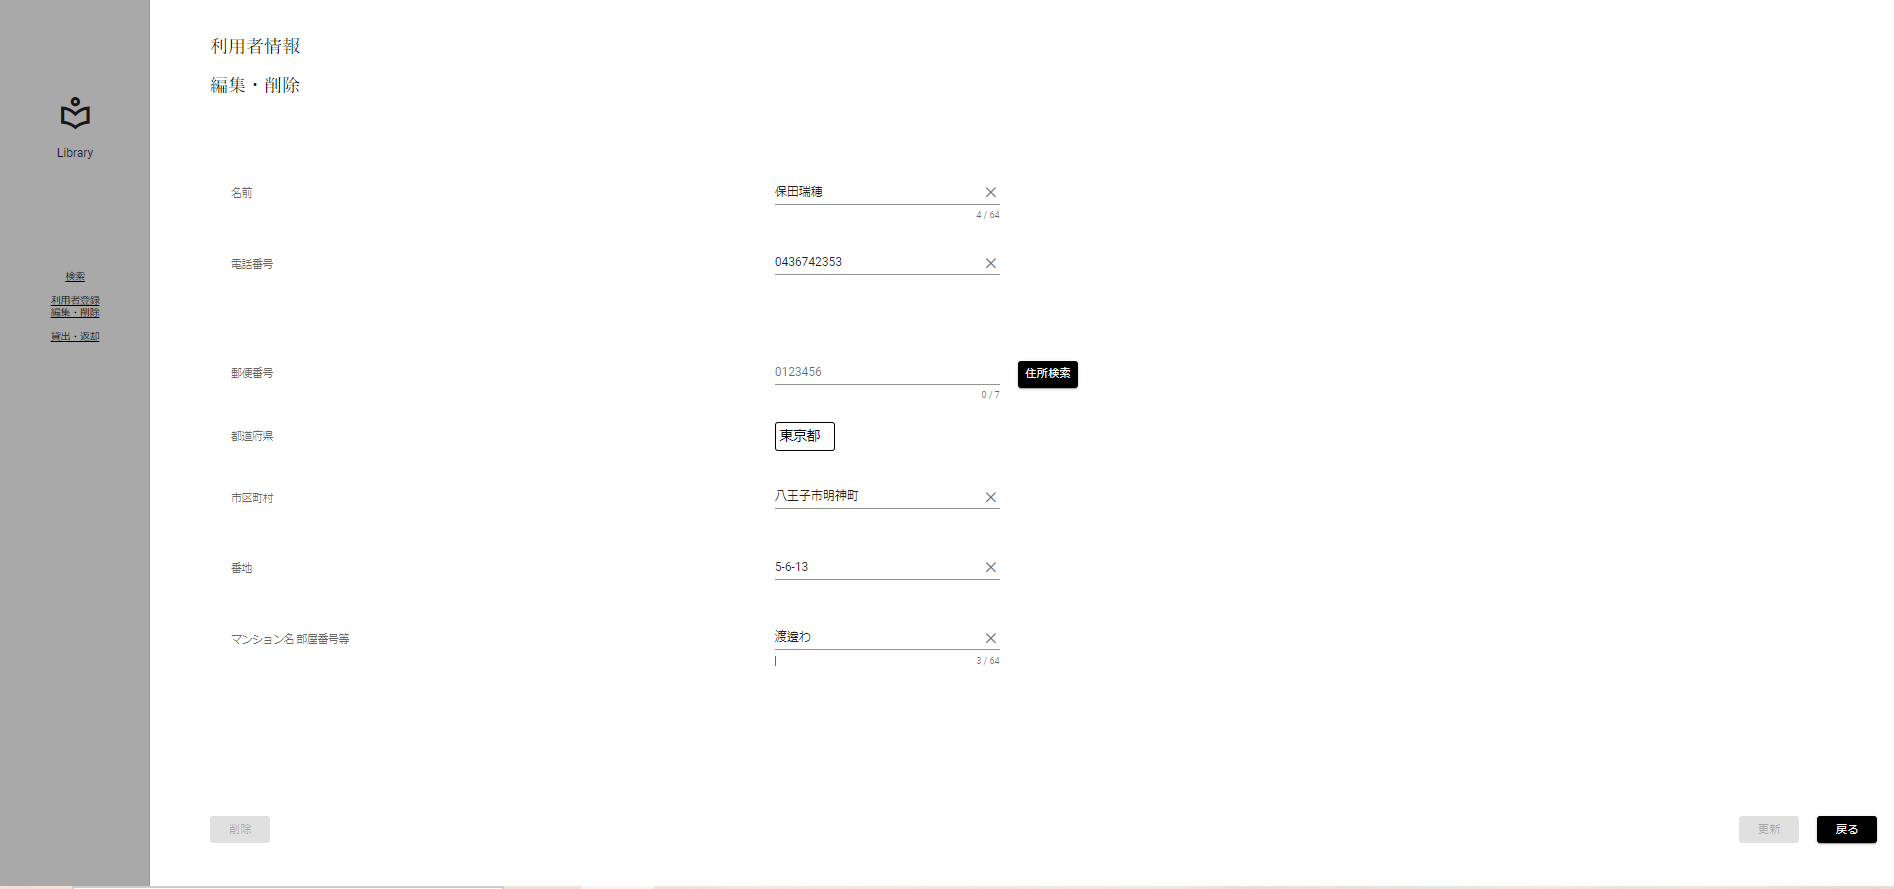 Library
検索
利用者登録
編集・削除
貸出・返却
利用者情報
編集・削除
名前
保田瑞穂
4 / 64
電話番号
0436742353
郵便番号
0123456
住所検索
0 / 7
都道府県
東京都
市区町村
八王子市明神町
番地
5-6-13
マンション名 部屋番号等
渡邉わ
3 / 64
削除
更新
戻る